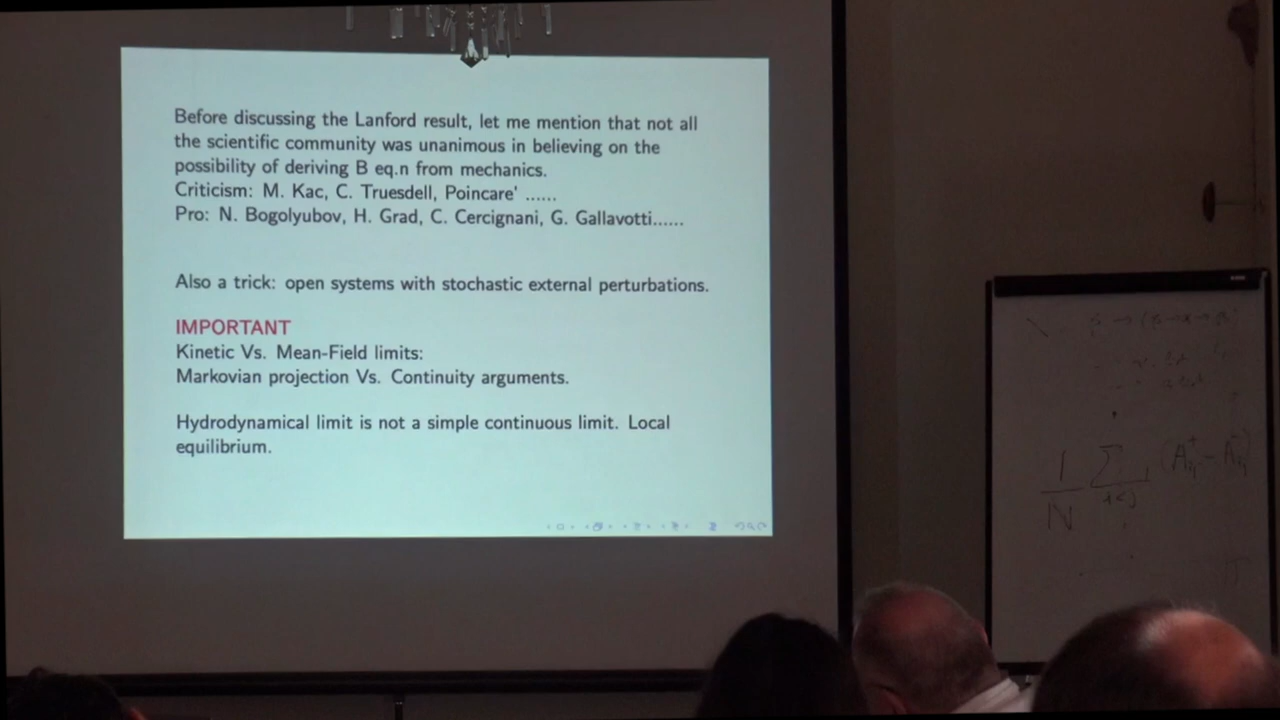 Before discussing the Lanford result, let me mention that not all
the scientific community was unanimous in believing on the
possibility of deriving B eq.n from mechanics.
Criticism: M. Kac, C. Truesdell, Poincare' ......
Pro: N. Bogolyubov, H. Grad, C. Cercignani, G. Gallavotti......
Also a trick: open systems with stochastic external perturbations.
IMPORTANT
Kinetic Vs. Mean-Field limits:
Markovian projection Vs. Continuity arguments.
Hydrodynamical limit is not a simple continuous limit. Local
equilibrium.
1
N